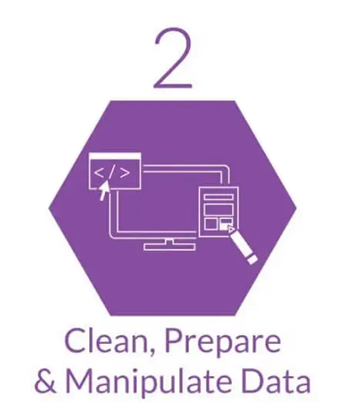 2
</>
Clean, Prepare
& Manipulate Data